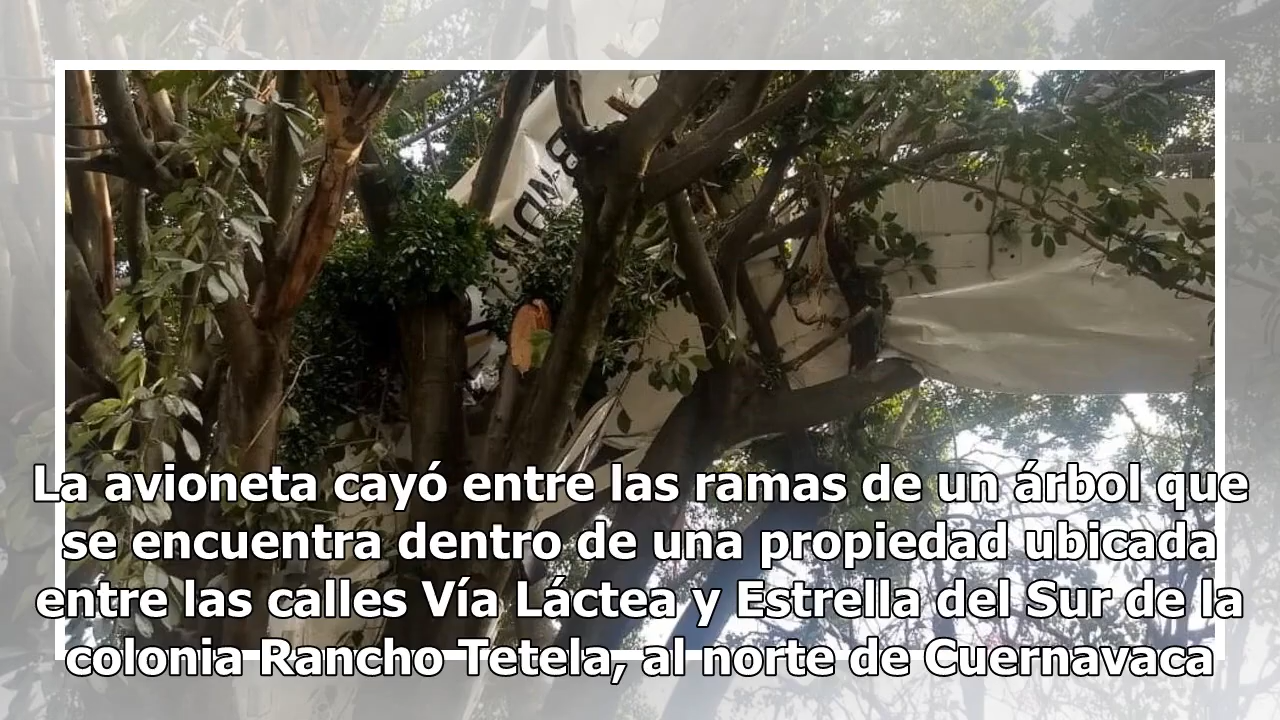 La avioneta cayó entre las ramas de un árbol que
se encuentra dentro de una propiedad ubicada
entre las calles Vía Láctea y Estrella del Sur de la
colonia Rancho Tetela, al norte de Cuernavaca